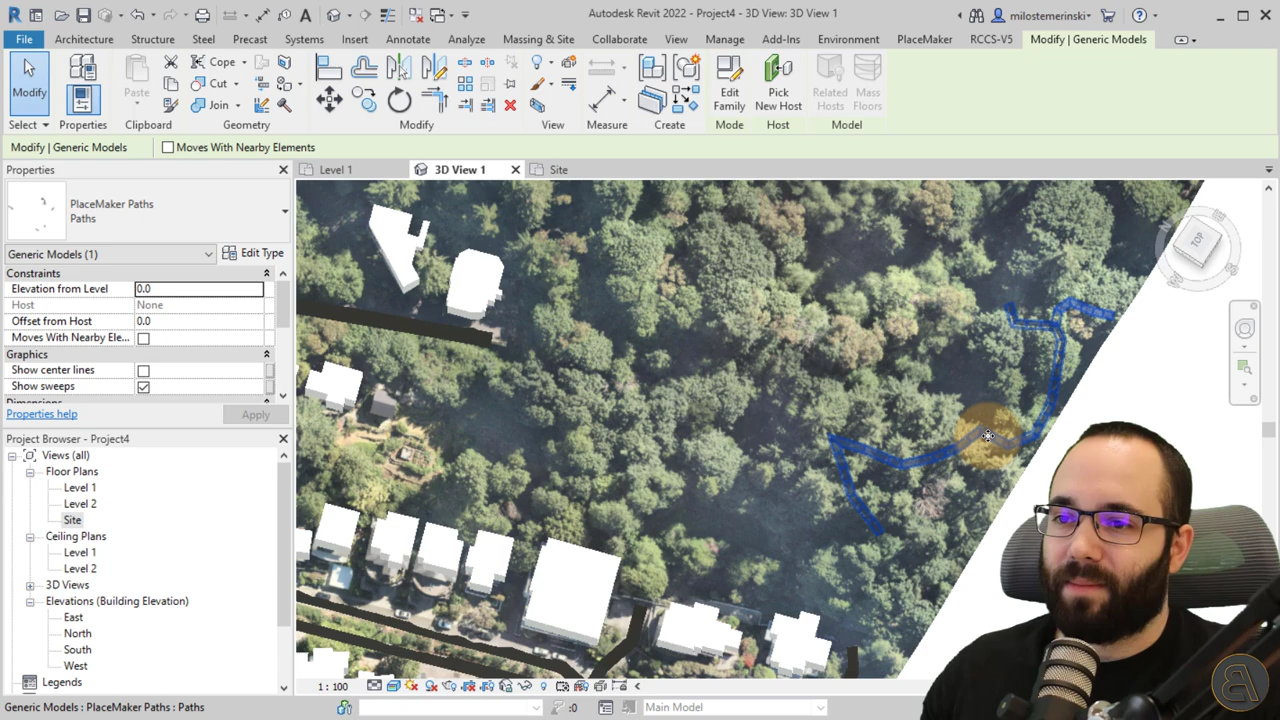 Autodesk Revit 2022 - Project4 - 3D View: 3D View 1
milostemerinski
File
Architecture
Structure
Steel
Precast
Systems
Insert
Annotate
Analyze
Massing & Site
Collaborate
View
Manage
Add-Ins
Environment
PlaceMaker
RCCS-V5
Modify | Generic Models
Modify
Paste
Cope
Cut
Join
Edit
Family
Pick
New Host
Related
Hosts
Mass
Floors
Select
Properties
Clipboard
Geometry
Modify
View
Measure
Create
Mode
Host
Model
Modify | Generic Models
Moves With Nearby Elements
Properties
Level 1
3D View 1
Site
PlaceMaker Paths
Paths
Generic Models (1)
Edit Type
Constraints
Elevation from Level 0.0
Host None
Offset from Host 0.0
Moves With Nearby Ele...
Graphics
Show center lines
Show sweeps
Properties help
Apply
Project Browser - Project4
Views (all)
Floor Plans
Level 1
Level 2
Site
Ceiling Plans
Level 1
Level 2
3D Views
Elevations (Building Elevation)
East
North
South
West
Legends
TOP
1 : 100
Generic Models : PlaceMaker Paths : Paths
:0
Main Model